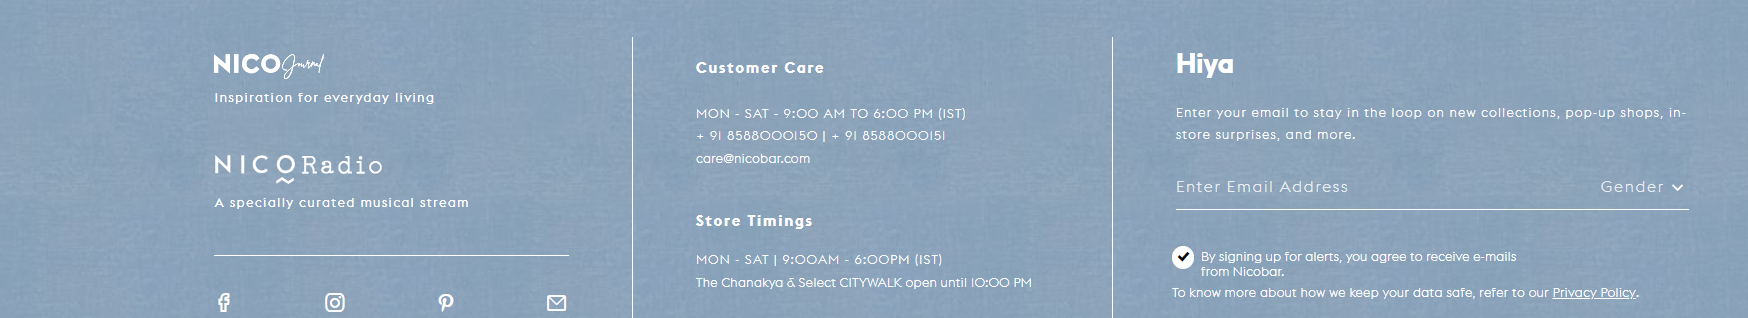 NICO Journal
Inspiration for everyday living
NICO Radio
A specially curated musical stream
Customer Care
MON - SAT - 9:00 AM TO 6:00 PM (IST)
+ 91 8588000150 | + 91 8588000151
care@nicobar.com
Store Timings
MON - SAT | 9:00AM - 6:00PM (IST)
The Chanakya & Select CITYWALK open until 10:00 PM
Hiya
Enter your email to stay in the loop on new collections, pop-up shops, in-
store surprises, and more.
Enter Email Address Gender
By signing up for alerts, you agree to receive e-mails
from Nicobar.
To know more about how we keep your data safe, refer to our Privacy Policy.